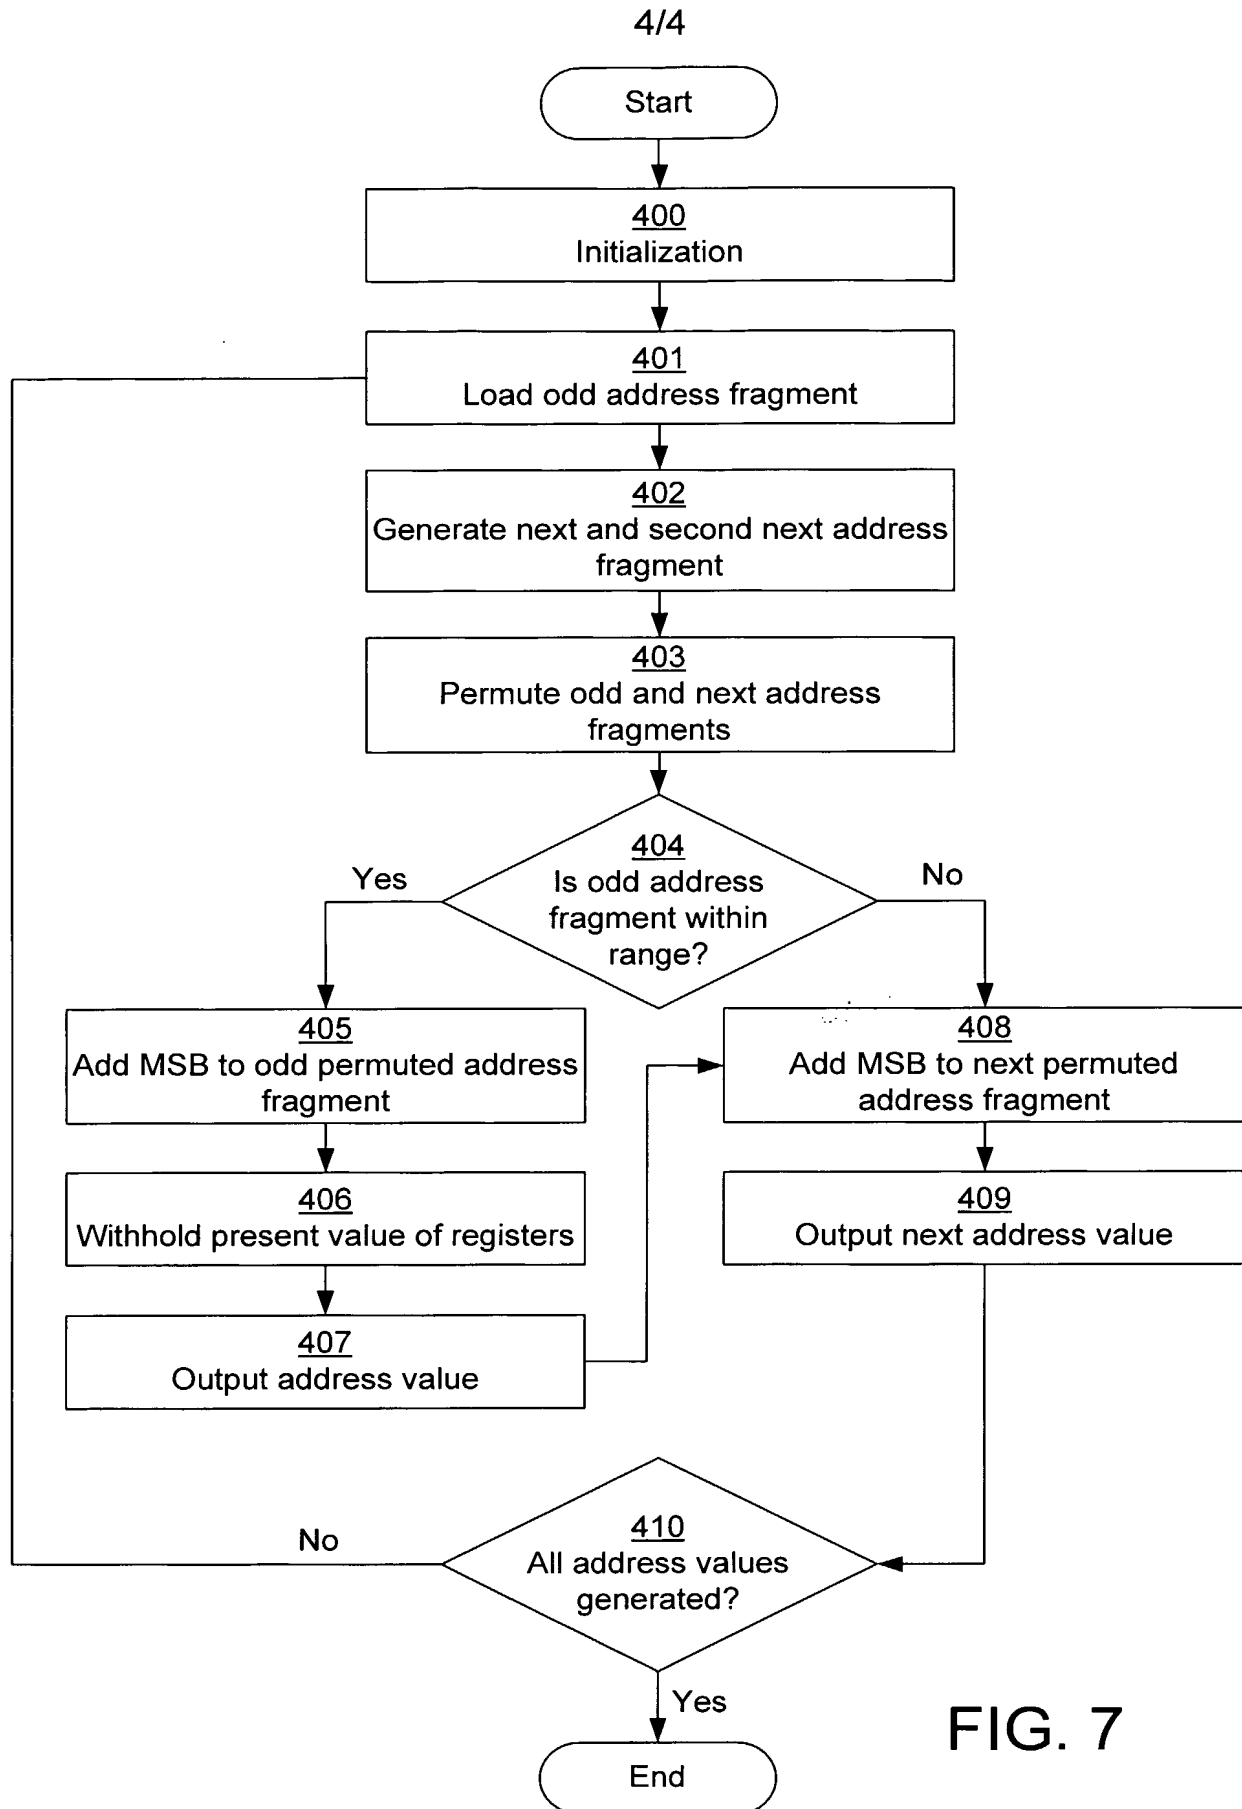 4/4
Start
400
Initialization
401
Load odd address fragment
402
Generate next and second next address
fragment
403
Permute odd and next address
fragments
404
Is odd address
fragment within
range?
Yes
No
405
Add MSB to odd permuted address
fragment
408
Add MSB to next permuted
address fragment
406
Withhold present value of registers
409
Output next address value
407
Output address value
410
All address values
generated?
No
Yes
End
FIG. 7